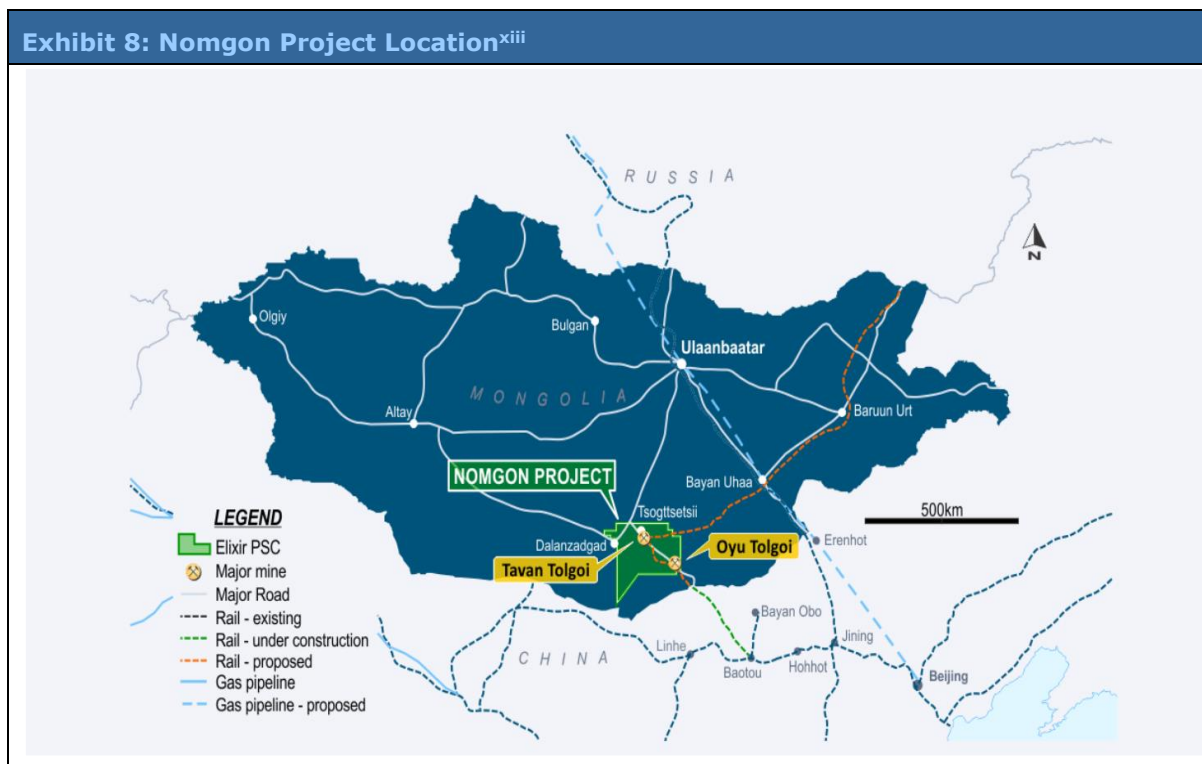 Exhibit 8: Nomgon Project Locationxiii
RUSSIA
N
Olgiy
Bulgan
Ulaanbaatar
MONGOLIA
Altay
Baruun Urt
NOMGON PROJECT
Bayan Uhaa
Tsogttsetsii
500km
Dalanzadgad
Oyu Tolgoi
Erenhot
Tavan Tolgoi
LEGEND
Elixir PSC
Major mine
Major Road
Rail - existing
Rail - under construction
Rail - proposed
Gas pipeline
Gas pipeline - proposed
Bayan Obo
Linhe
Jining
CHINA
Hohhot
Baotou
Beijing